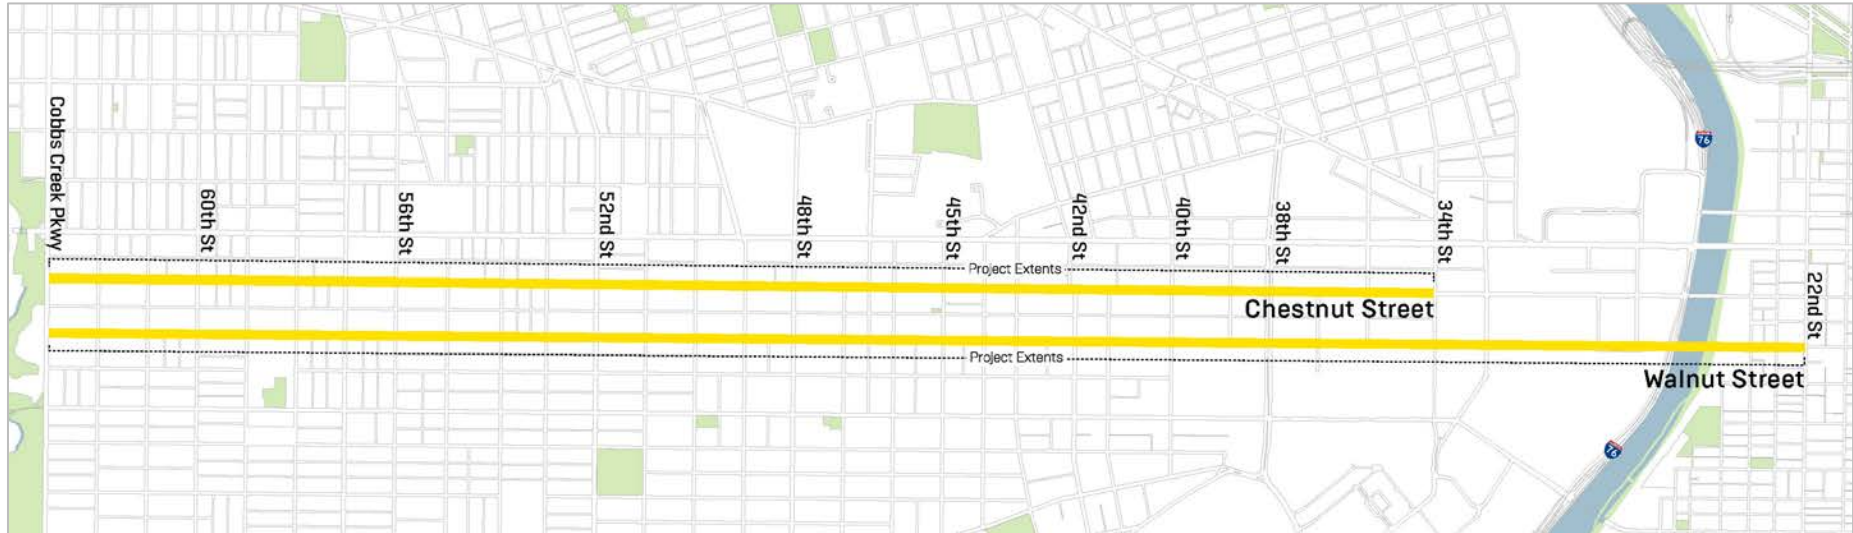 Cobbs Creek Pkwy
60th St
56th St
52nd St
48th St
45th St
42nd St
40th St
38th St
34th St
22nd St
76
Project Extents
Chestnut Street
Project Extents
Walnut Street
76